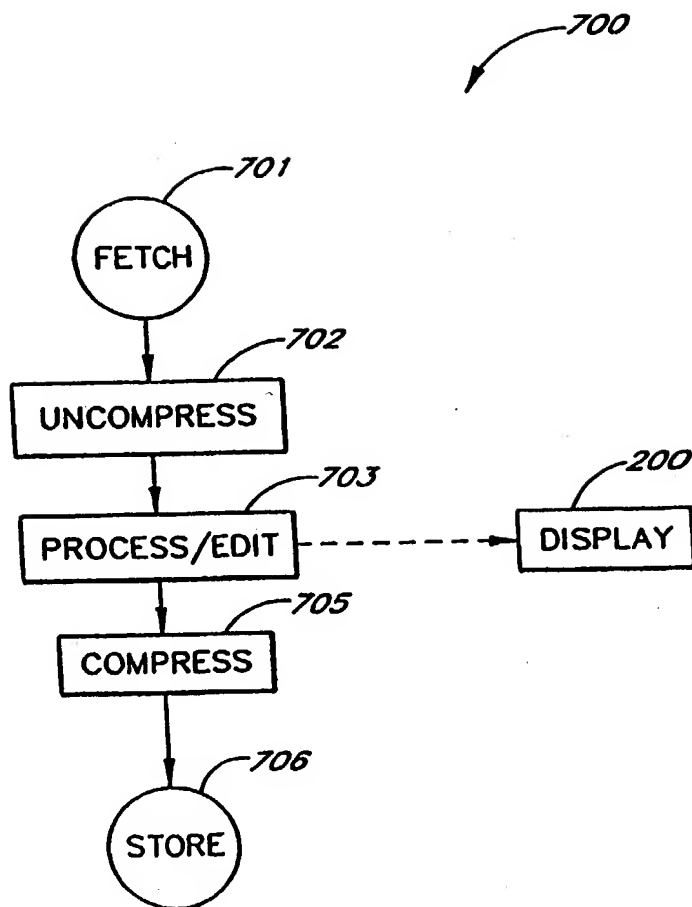 700
701
FETCH
702
UNCOMPRESS
703
PROCESS/EDIT
200
DISPLAY
705
COMPRESS
706
STORE